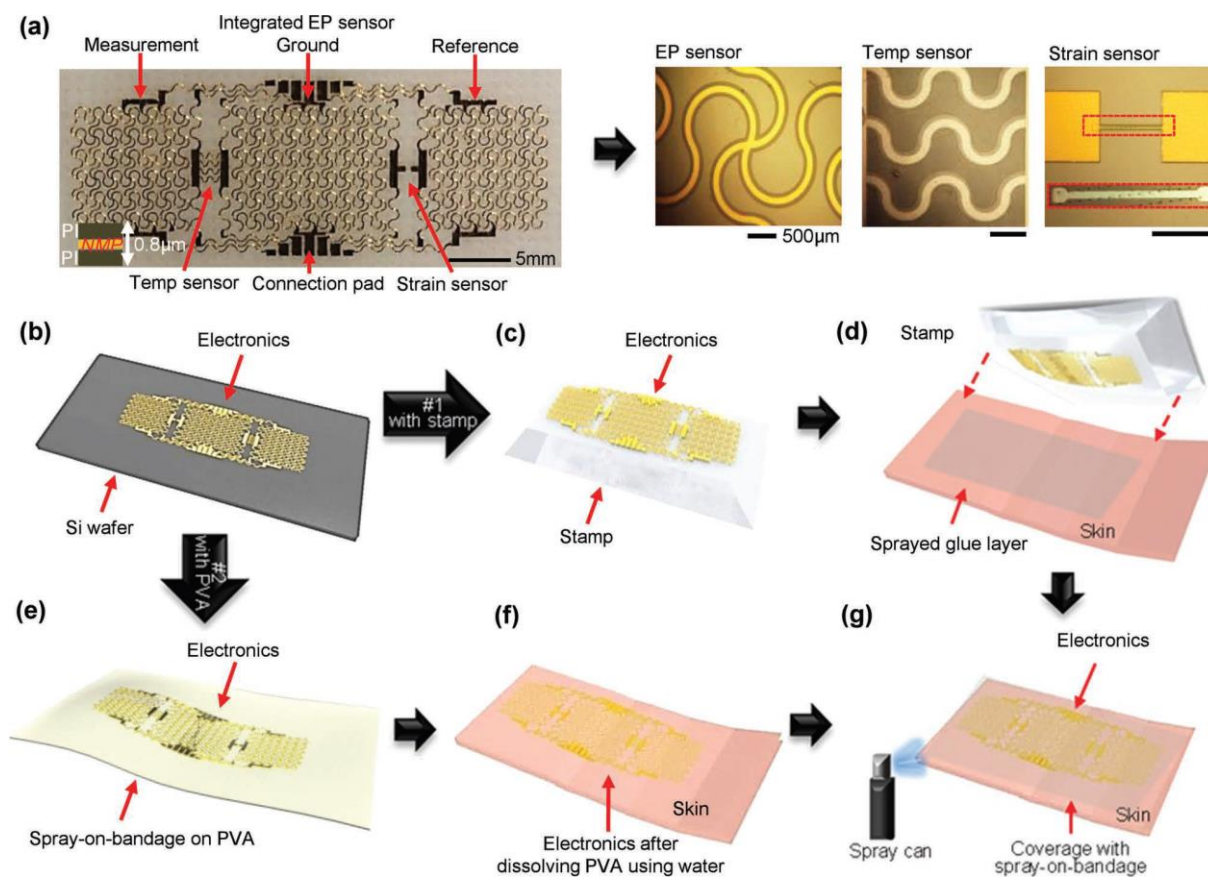 (a)
Integrated EP sensor
Measurement
Ground
Reference
PI
NMP
PI
0.8μm
5mm
Temp sensor
Connection pad
Strain sensor
EP sensor
Temp sensor
Strain sensor
500μm
(b)
Electronics
Si wafer
#1
with stamp
(c)
Electronics
Stamp
(d)
Stamp
Skin
Sprayed glue layer
#2
with PVA
(e)
Electronics
Spray-on-bandage on PVA
(f)
Skin
Electronics after
dissolving PVA using water
(g)
Electronics
Skin
Spray can
Coverage with
spray-on-bandage